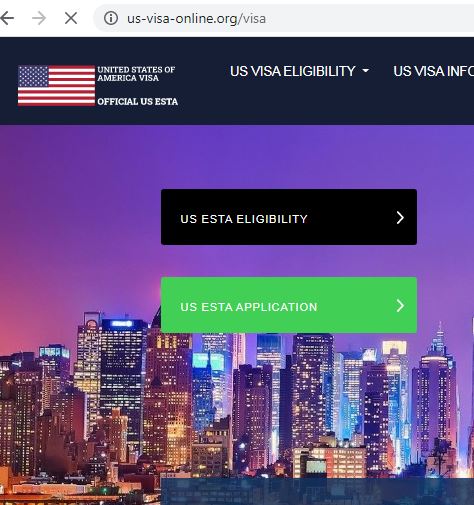 us-visa-online.org/visa
UNITED STATES OF
AMERICA VISA
OFFICIAL US ESTA
US VISA ELIGIBILITY
US VISA INFO
US ESTA ELIGIBILITY
US ESTA APPLICATION